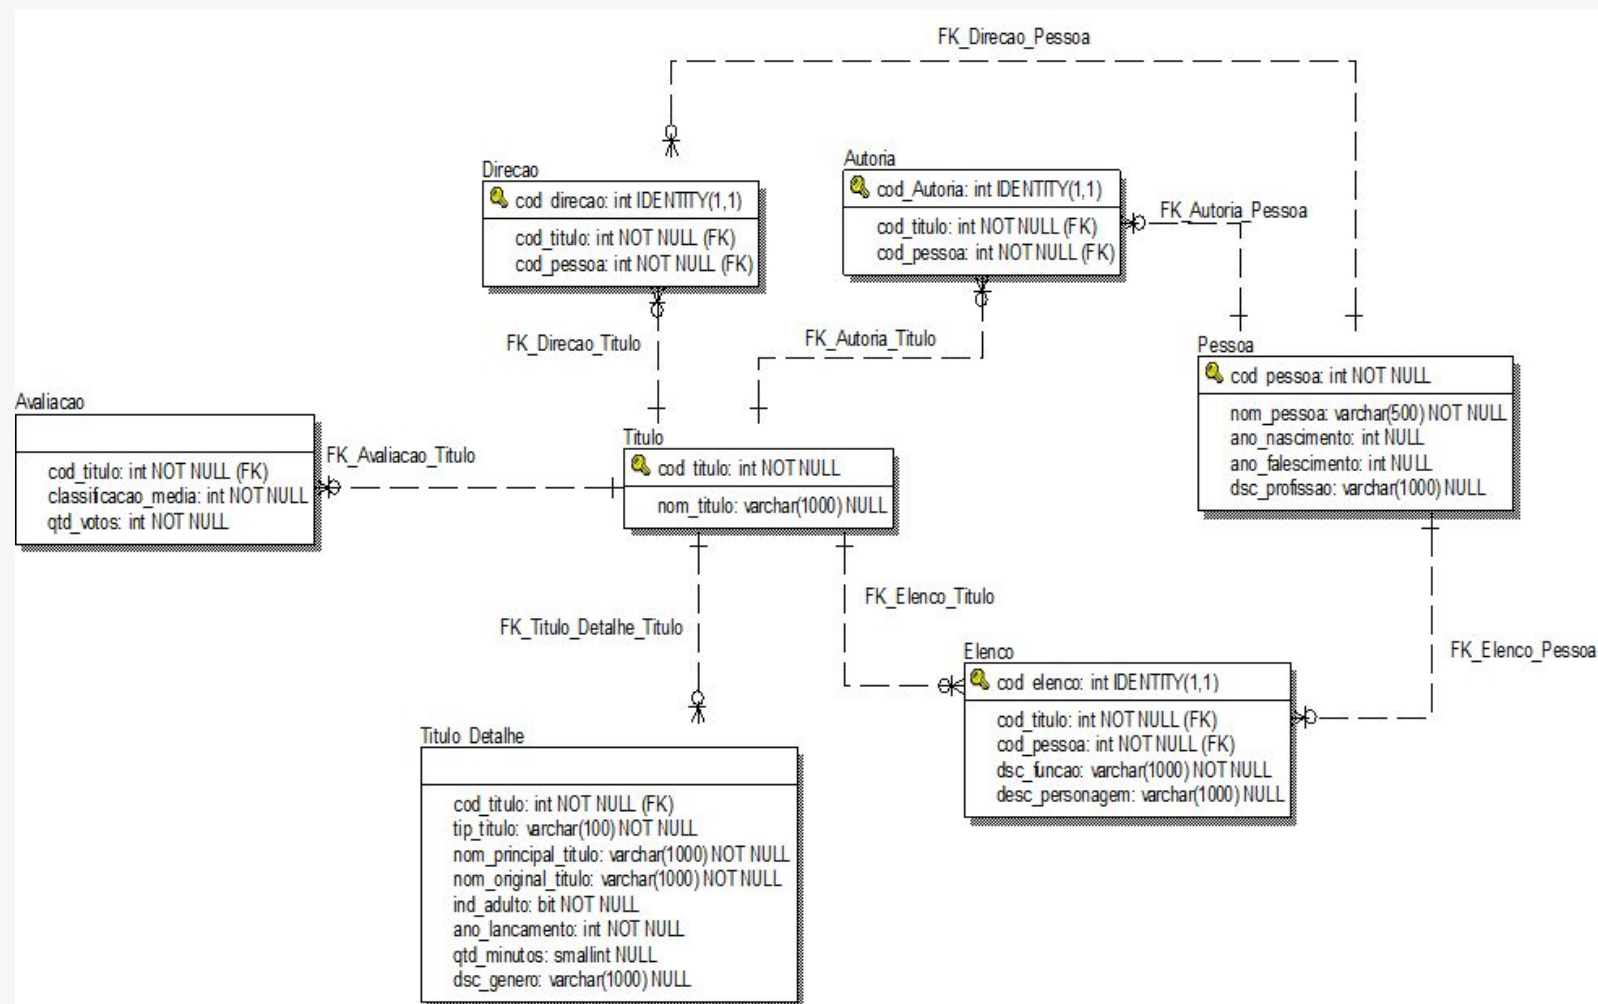 FK_Direcao_Pessoa
Direcao
cod_direcao: int IDENTITY(1,1)
cod_titulo: int NOT NULL (FK)
cod_pessoa: int NOT NULL (FK)
Autoria
cod_Autoria: int IDENTITY(1,1)
cod_titulo: int NOT NULL (FK)
cod_pessoa: int NOT NULL (FK)
FK_Autoria_Pessoa
FK_Direcao_Titulo
FK_Autoria_Titulo
Pessoa
cod_pessoa: int NOT NULL
nom_pessoa: varchar(500) NOT NULL
ano_nascimento: int NULL
ano_falescimento: int NULL
dsc_profissao: varchar(1000) NULL
Avaliacao
cod_titulo: int NOT NULL (FK)
classificacao_media: int NOT NULL
qtd_votos: int NOT NULL
FK_Avaliacao_Titulo
Titulo
cod_titulo: int NOT NULL
nom_titulo: varchar(1000) NULL
FK_Titulo_Detalhe_Titulo
FK_Elenco_Titulo
Elenco
cod_elenco: int IDENTITY(1,1)
cod_titulo: int NOT NULL (FK)
cod_pessoa: int NOT NULL (FK)
dsc_funcao: varchar(1000) NOT NULL
desc_personagem: varchar(1000) NULL
FK_Elenco_Pessoa
Titulo_Detalhe
cod_titulo: int NOT NULL (FK)
tip_titulo: varchar(100) NOT NULL
nom_principal_titulo: varchar(1000) NOT NULL
nom_original_titulo: varchar(1000) NOT NULL
ind_adulto: bit NOT NULL
ano_lancamento: int NOT NULL
qtd_minutos: smallint NULL
dsc_genero: varchar(1000) NULL